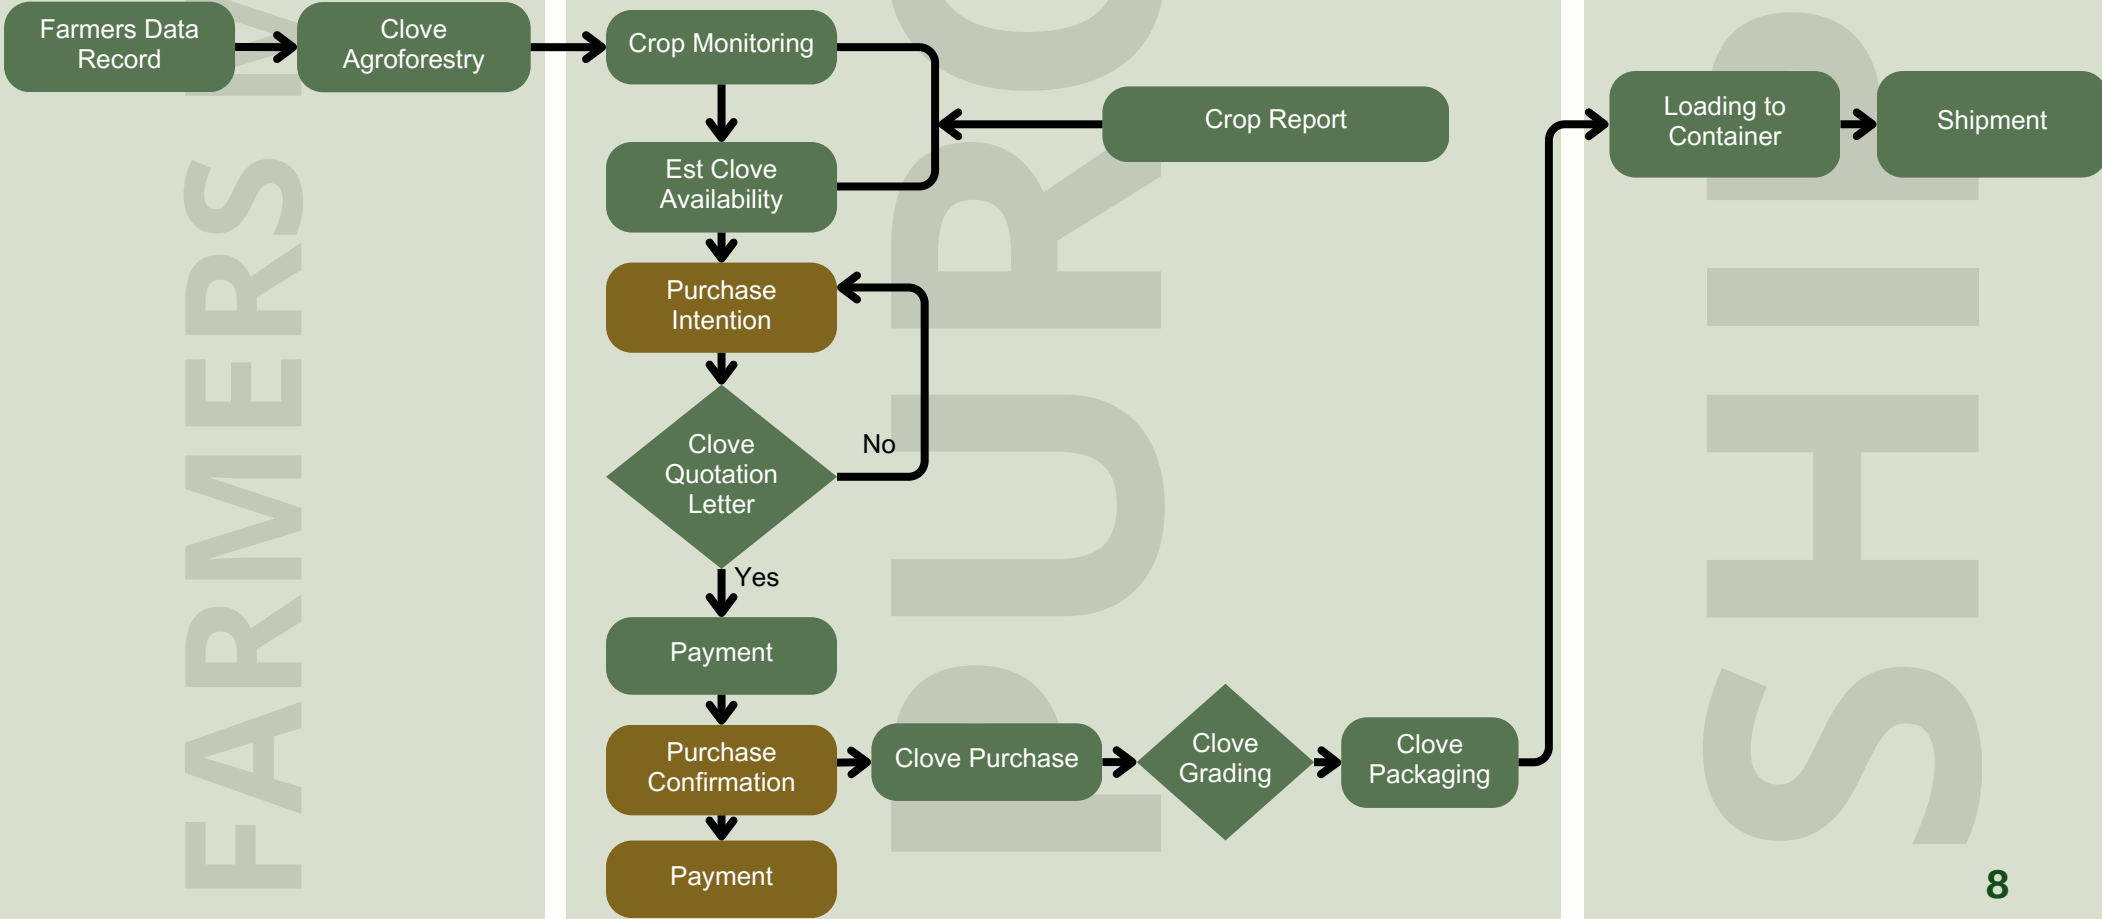 Farmers Data
Record
Clove
Agroforestry
FARMERS M
Crop Monitoring
Crop Report
Est Clove
Availability
Purchase
Intention
Clove
Quotation
Letter
No
Yes
Payment
Purchase
Confirmation
Payment
Clove Purchase
Clove
Grading
Clove
Packaging
PURC
Loading to
Container
Shipment
SHIP
8